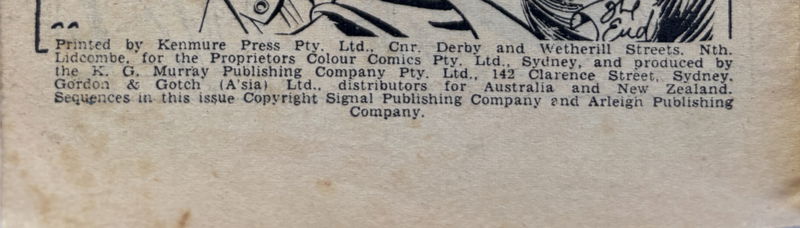 The
End
Printed by Kenmure Press Pty. Ltd., Cnr. Derby and Wetherill Streets. Nth.
Lidcombe, for the Proprietors Colour Comics Pty. Ltd., Sydney, and produced by
the K. G. Murray Publishing Company Pty. Ltd., 142 Clarence Street, Sydney.
Gordon & Gotch (A'sia) Ltd., distributors for Australia and New Zealand.
Sequences in this issue Copyright Signal Publishing Company and Arleigh Publishing
Company.